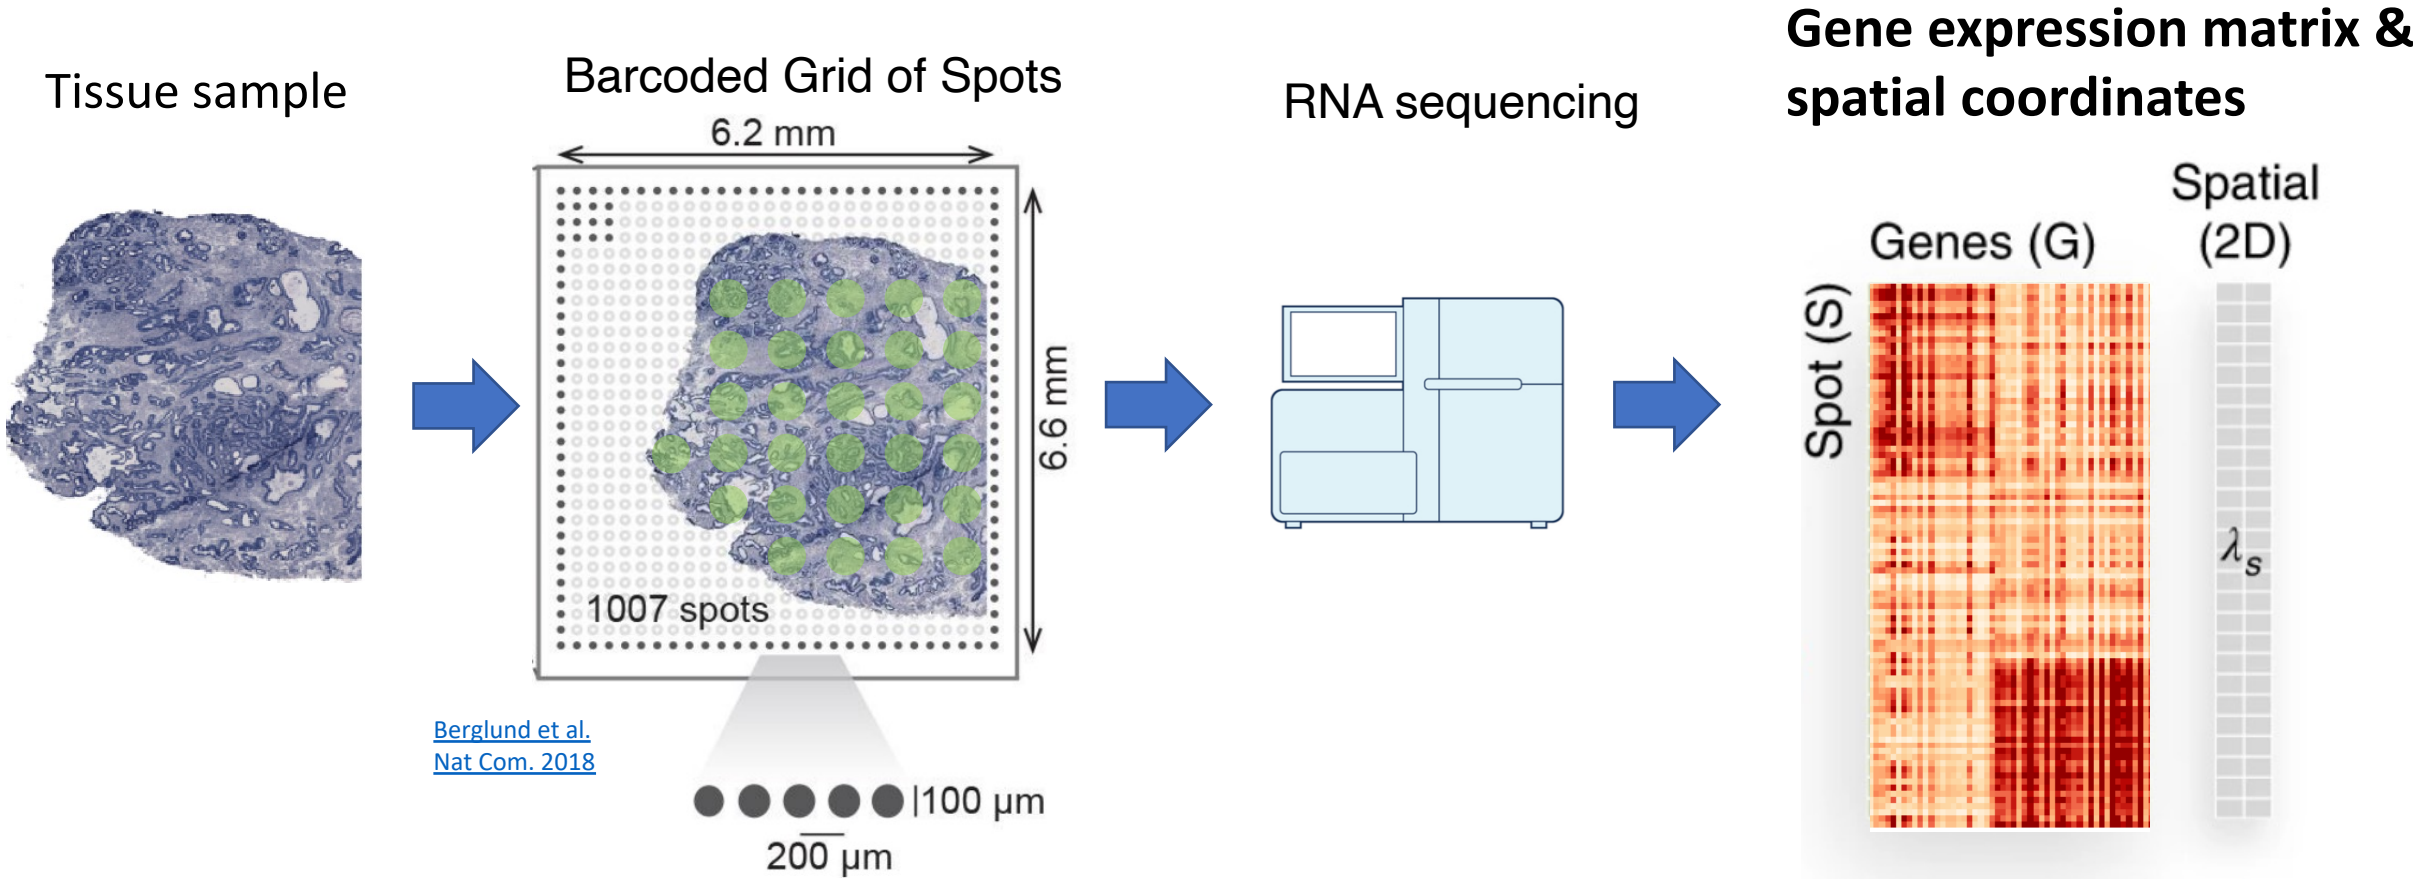 Tissue sample
Barcoded Grid of Spots
6.2 mm
6.6 mm
1007 spots
Berglund et al.
Nat Com. 2018
100 µm
200 µm
RNA sequencing
Gene expression matrix &
spatial coordinates
Genes (G)
Spatial
(2D)
Spot (S)
λs